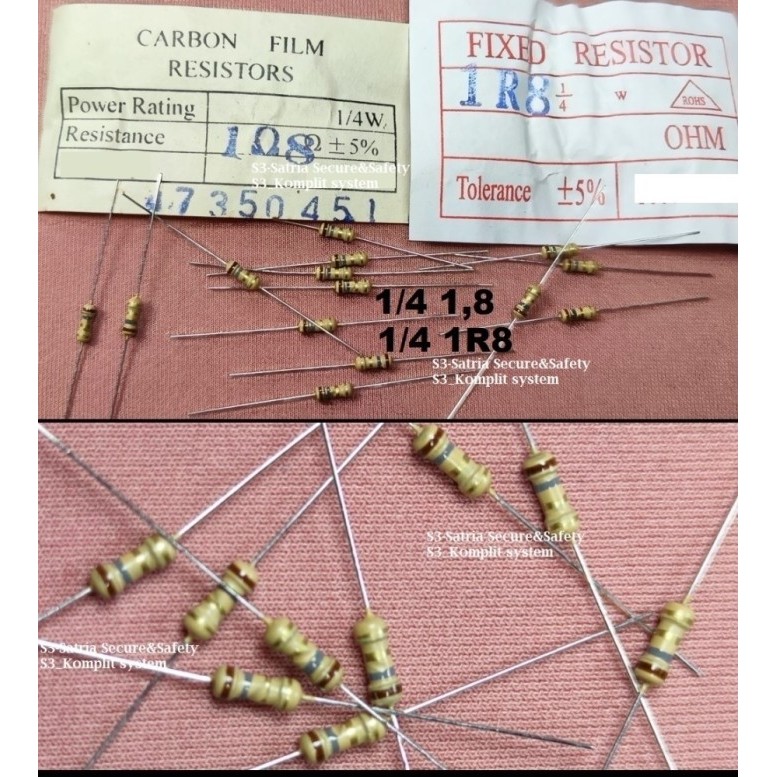 CARBON FILM
RESISTORS
Power Rating 1/4W
Resistance 1Ω8 Ω ±5%
S3-Satria Secure&Safety
S3_Komplit system
47350451
FIXED RESISTOR
1R8 1/4 W ROHS
OHM
Tolerance ±5%
1/4 1,8
1/4 1R8
S3-Satria Secure&Safety
S3_Komplit system
S3-Satria Secure&Safety
S3_Komplit system
S3-Satria Secure&Safety
S3_Komplit system